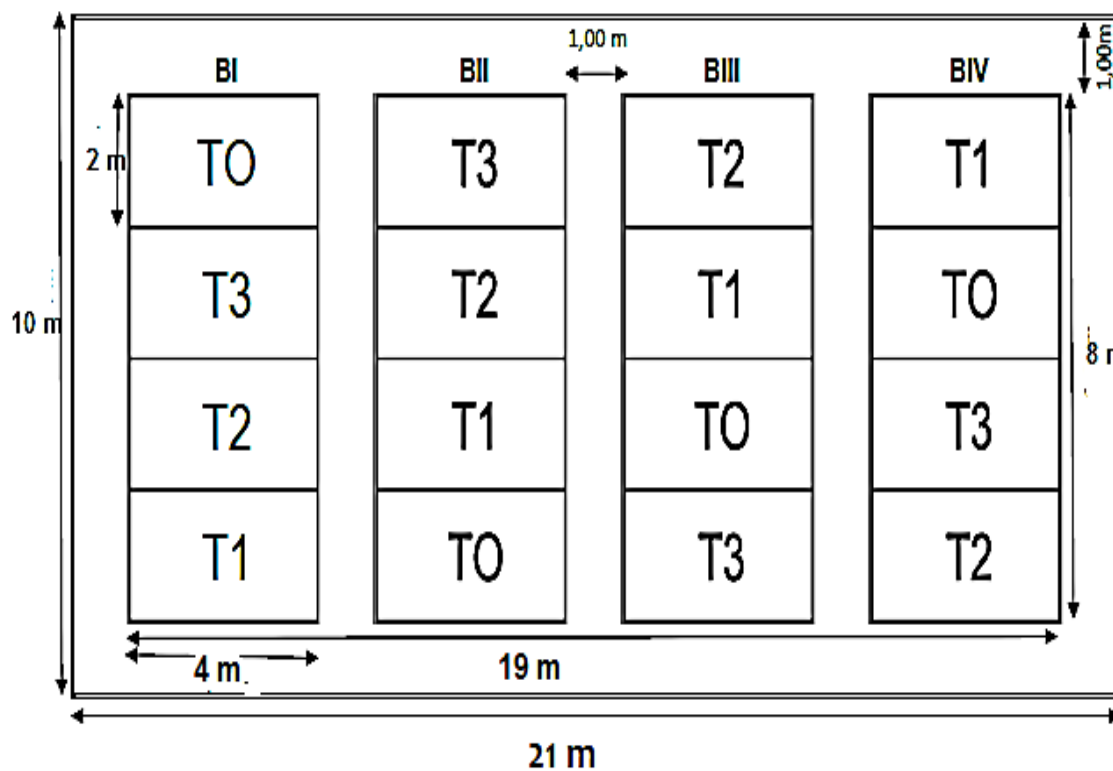 1,00 m
1,00m
BI BII BIII BIV
2 m
TO T3 T2 T1
T3 T2 T1 TO
10 m
8 m
T2 T1 TO T3
T1 TO T3 T2
4 m 19 m
21 m